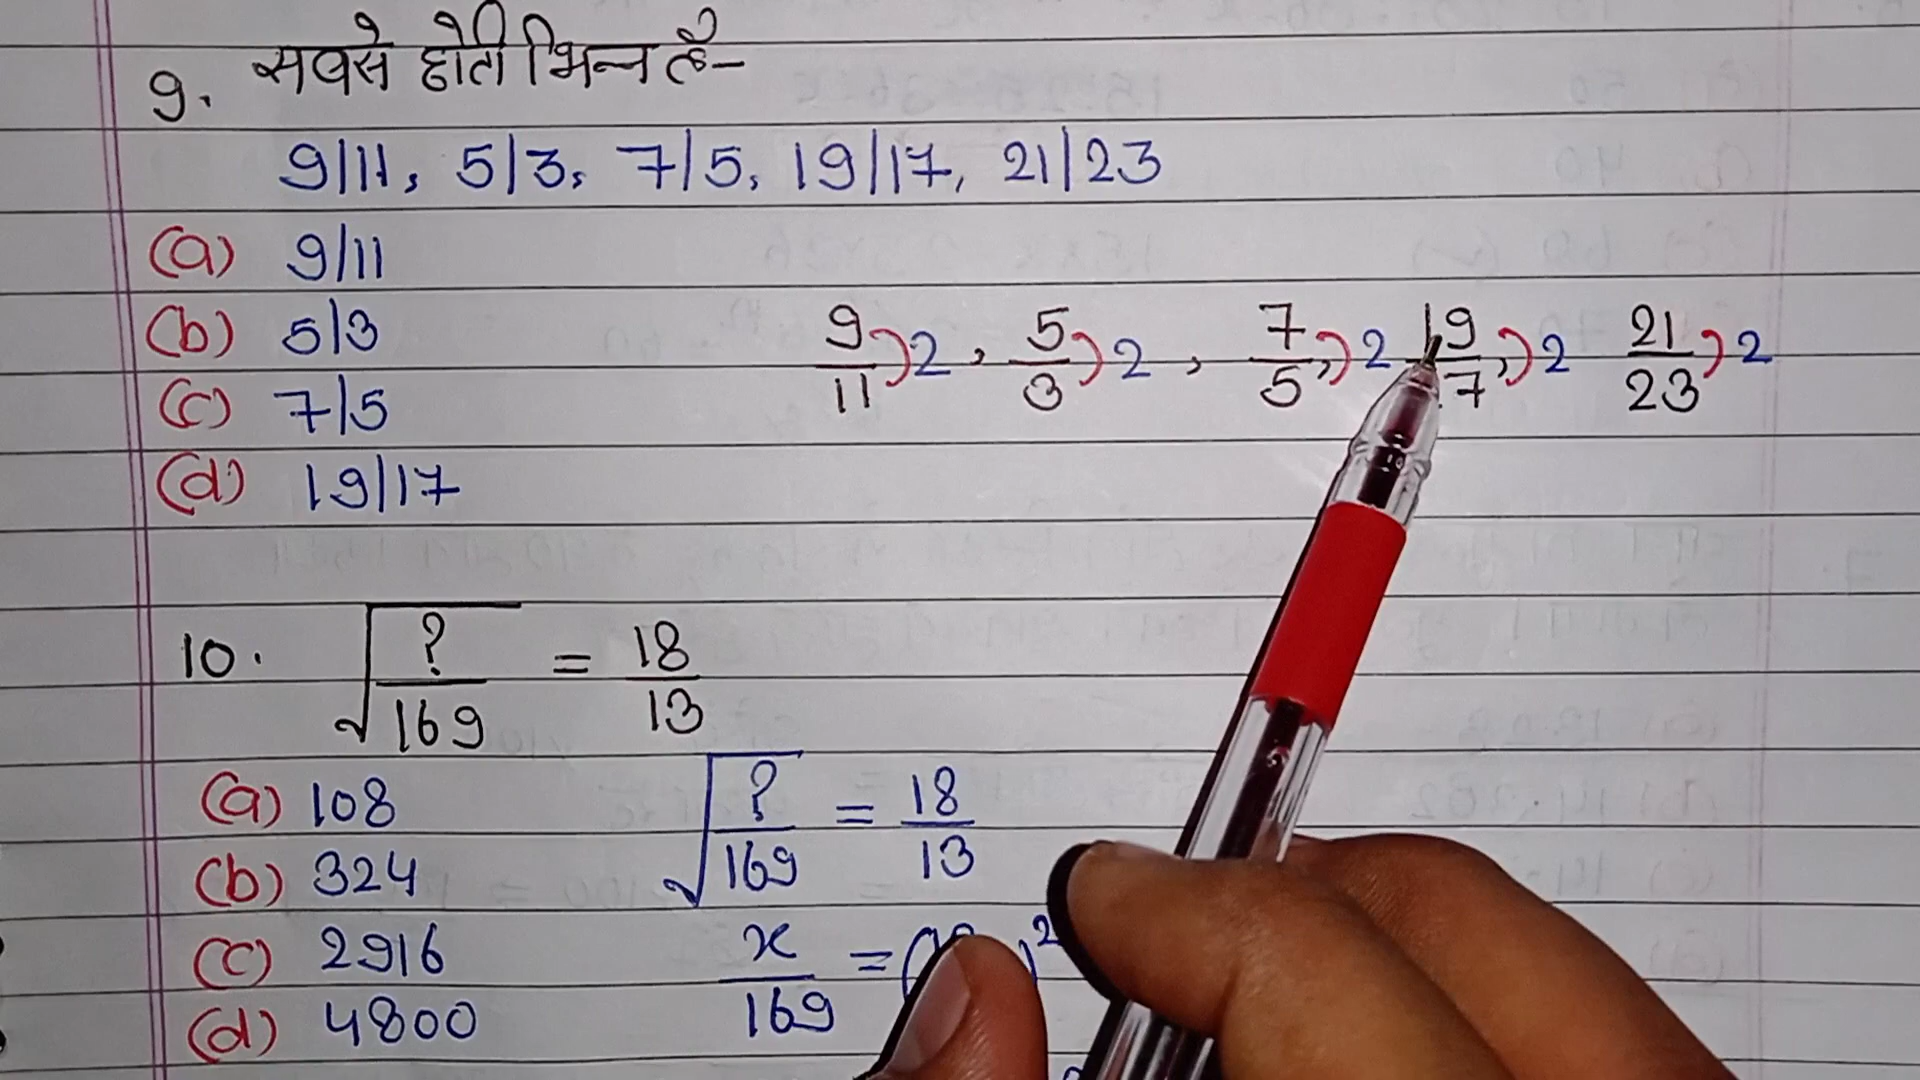 9. सबसे होती भिन्न है-
9/11, 5/3, 7/5, 19/17, 21/23
(a) 9/11
(b) 5/3
(c) 7/5
(d) 19/17
9/11)2, 5/3)2, 7/5,)2 19/17,)2 21/23)2
10. √?/169 = 18/13
(a) 108
(b) 324
(c) 2916
(d) 4800
√?/169 = 18/13
x/169 = ( )²